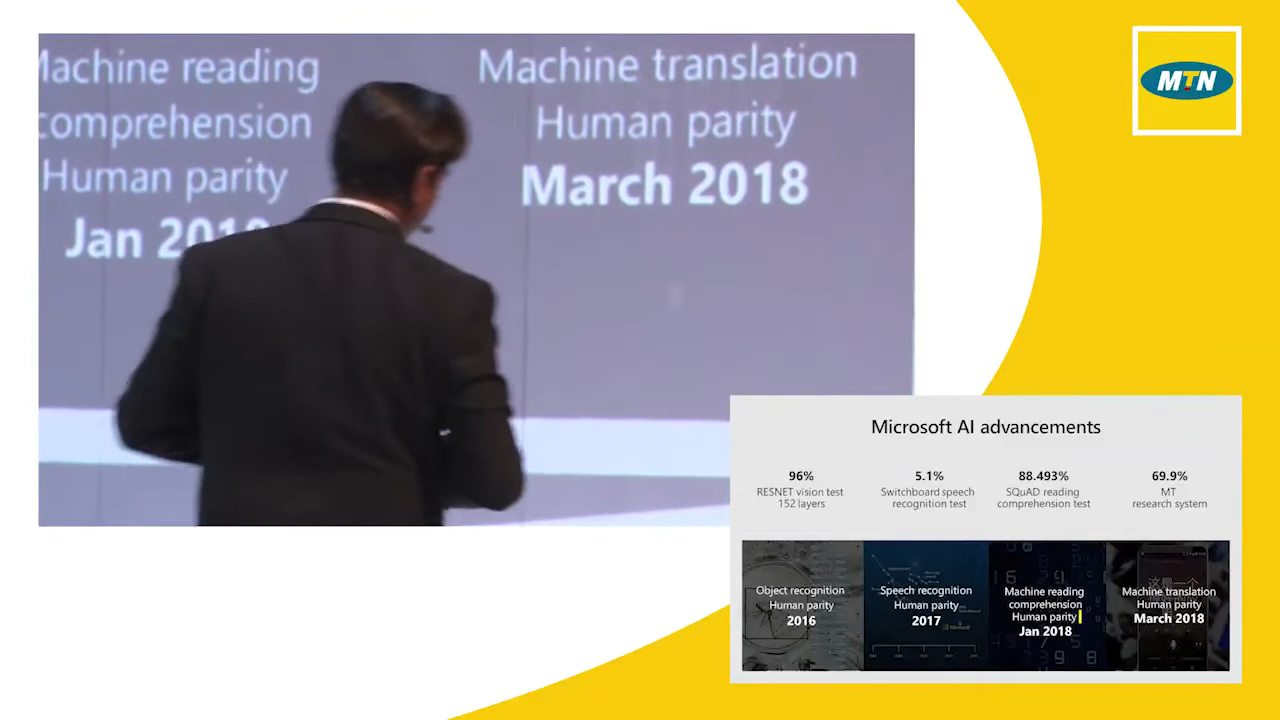 Machine reading
comprehension
Human parity
Jan 2018
Machine translation
Human parity
March 2018
MTN
Microsoft AI advancements
96%
RESNET vision test
152 layers
5.1%
Switchboard speech
recognition test
88.493%
SQuAD reading
comprehension test
69.9%
MT
research system
Object recognition
Human parity
2016
Speech recognition
Human parity
2017
Machine reading
comprehension
Human parity
Jan 2018
Machine translation
Human parity
March 2018